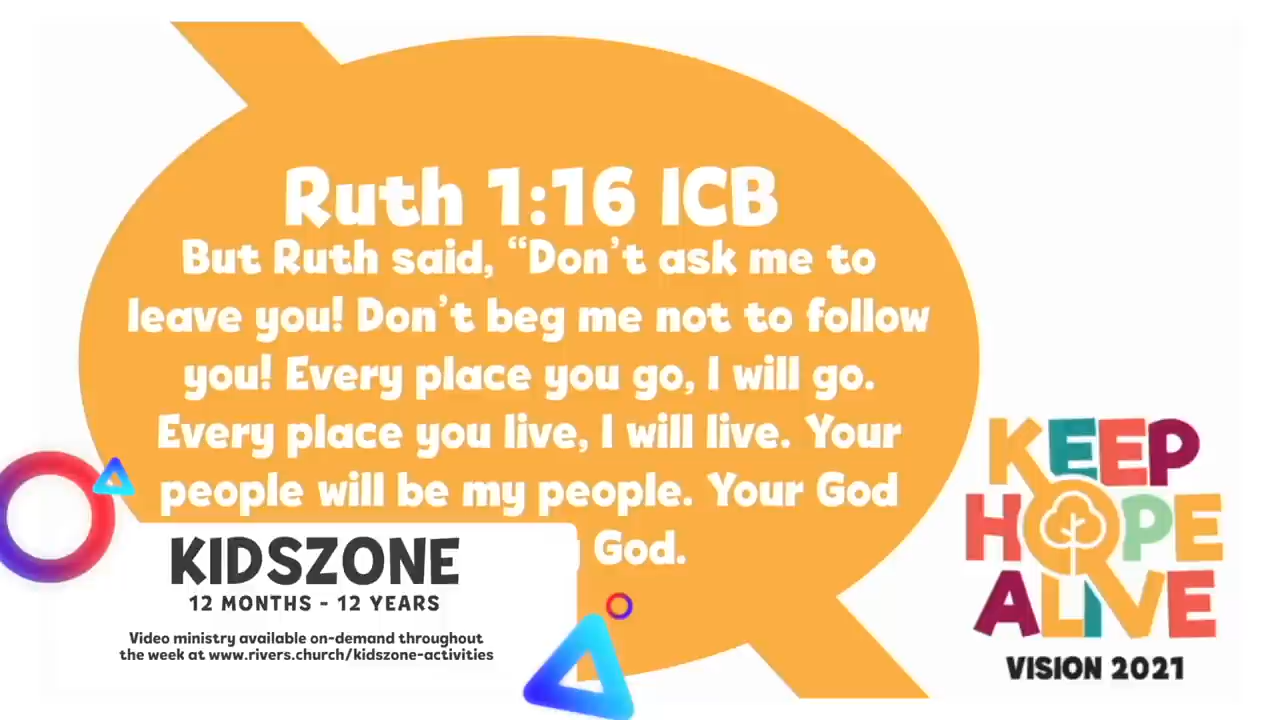 Ruth 1:16 ICB
But Ruth said, “Don’t ask me to
leave you! Don’t beg me not to follow
you! Every place you go, I will go.
Every place you live, I will live. Your
people will be my people. Your God
God.
KIDSZONE
12 MONTHS - 12 YEARS
Video ministry available on-demand throughout
the week at www.rivers.church/kidszone-activities
KEEP
HOPE
ALIVE
VISION 2021